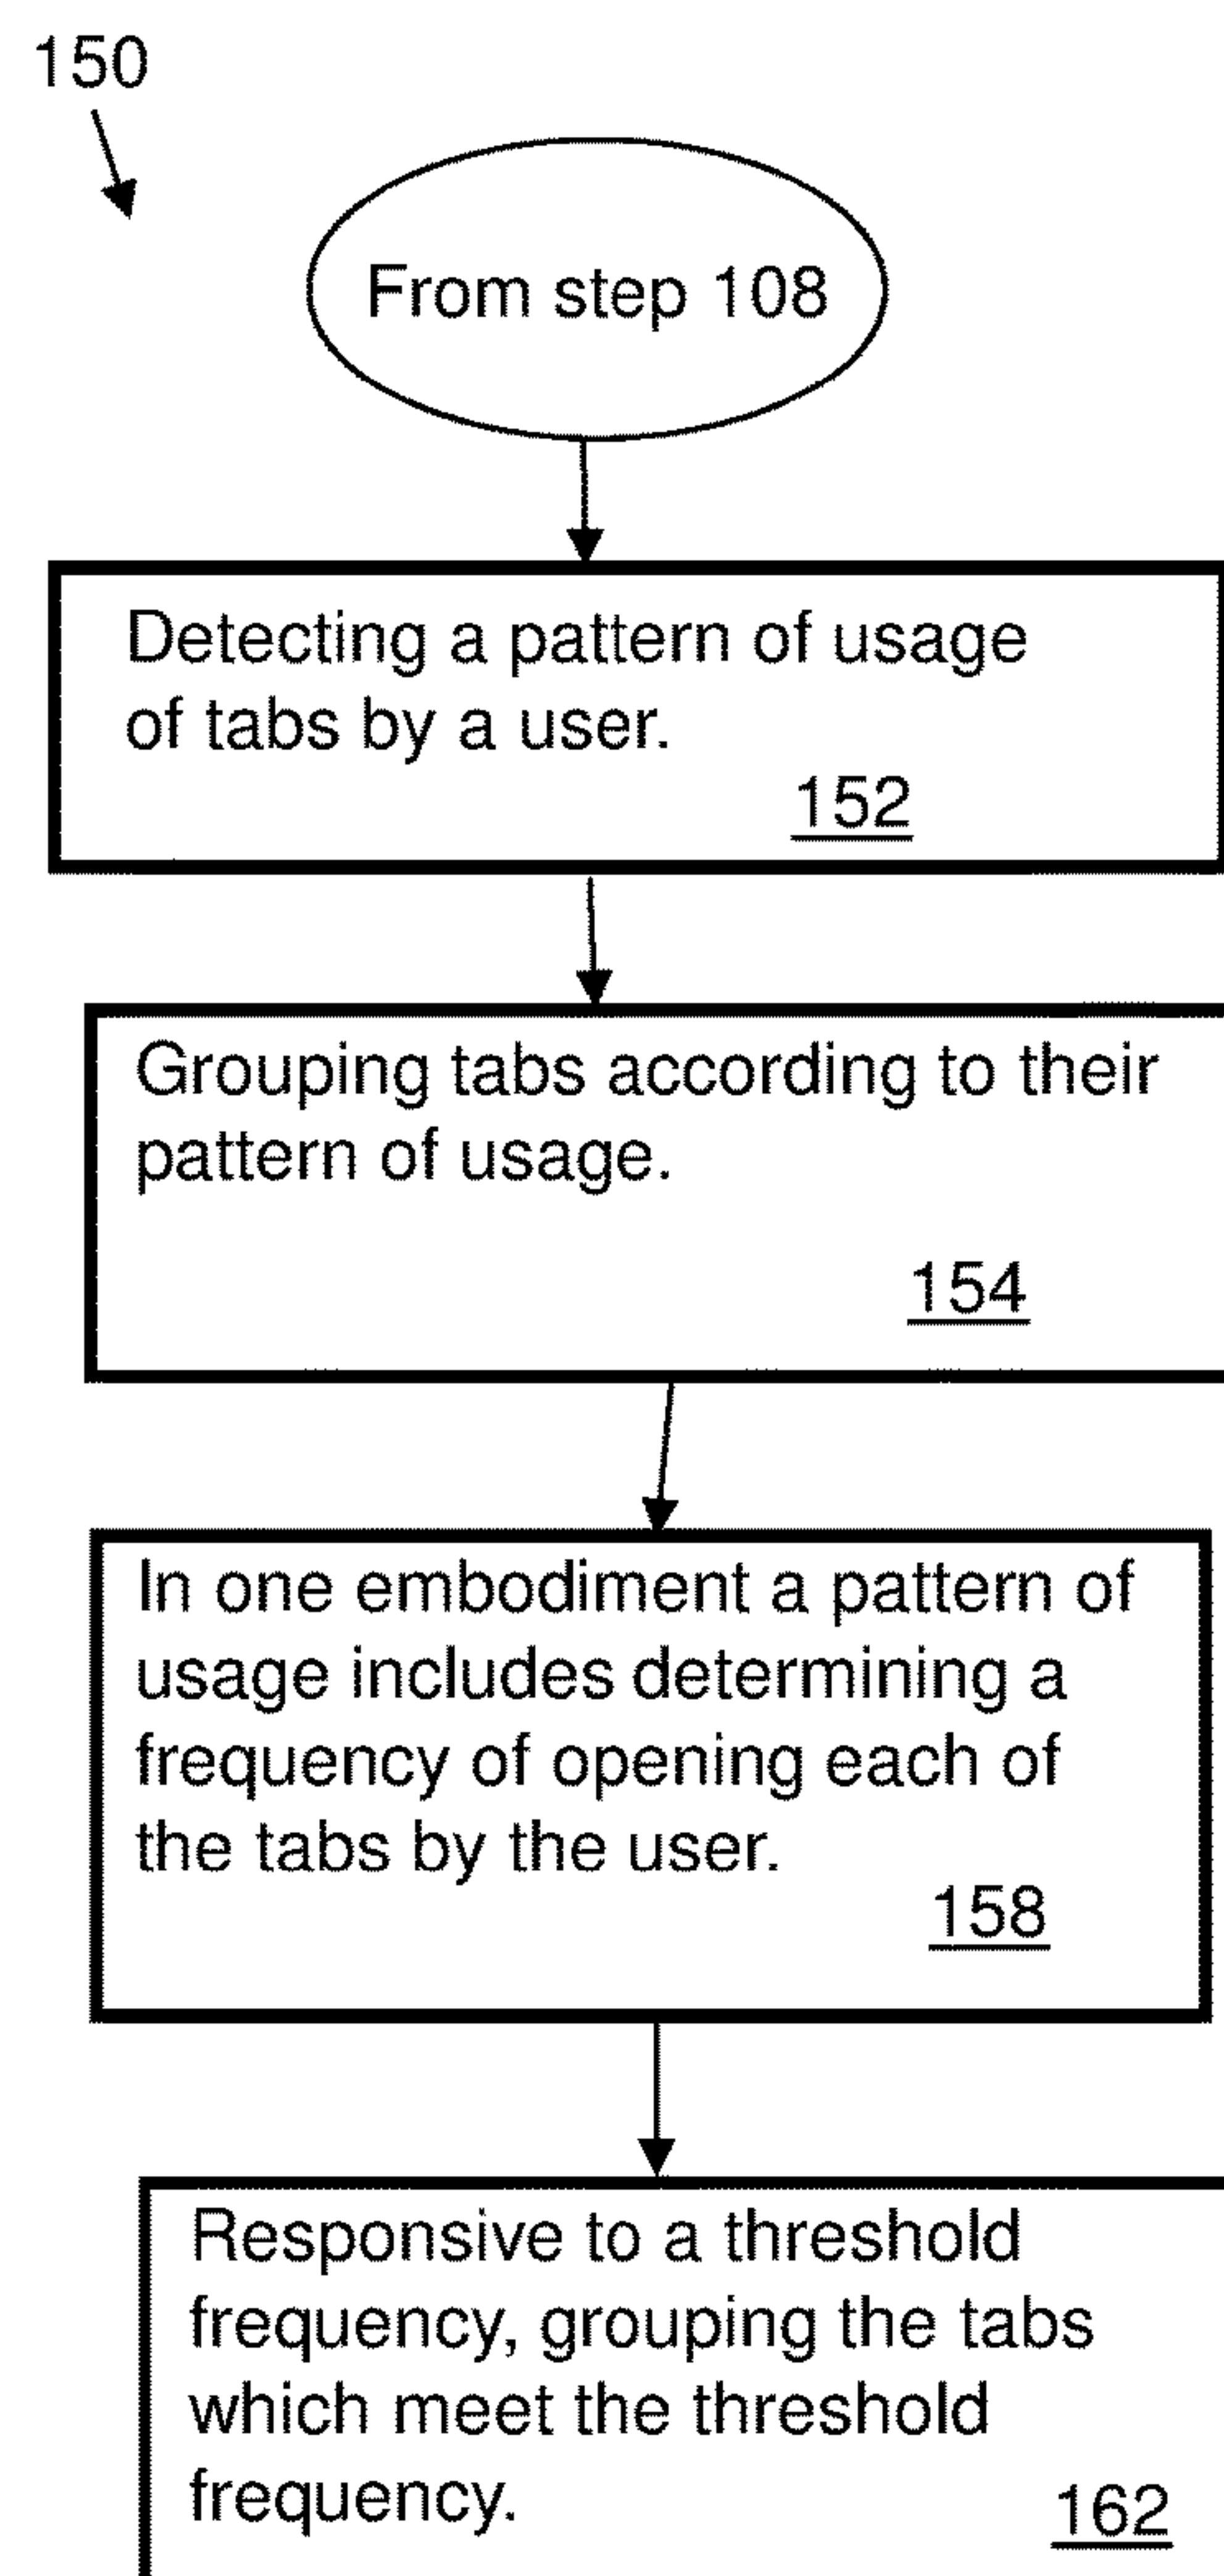 150
From step 108
Detecting a pattern of usage
of tabs by a user.
152
Grouping tabs according to their
pattern of usage.
154
In one embodiment a pattern of
usage includes determining a
frequency of opening each of
the tabs by the user.
158
Responsive to a threshold
frequency, grouping the tabs
which meet the threshold
frequency.
162